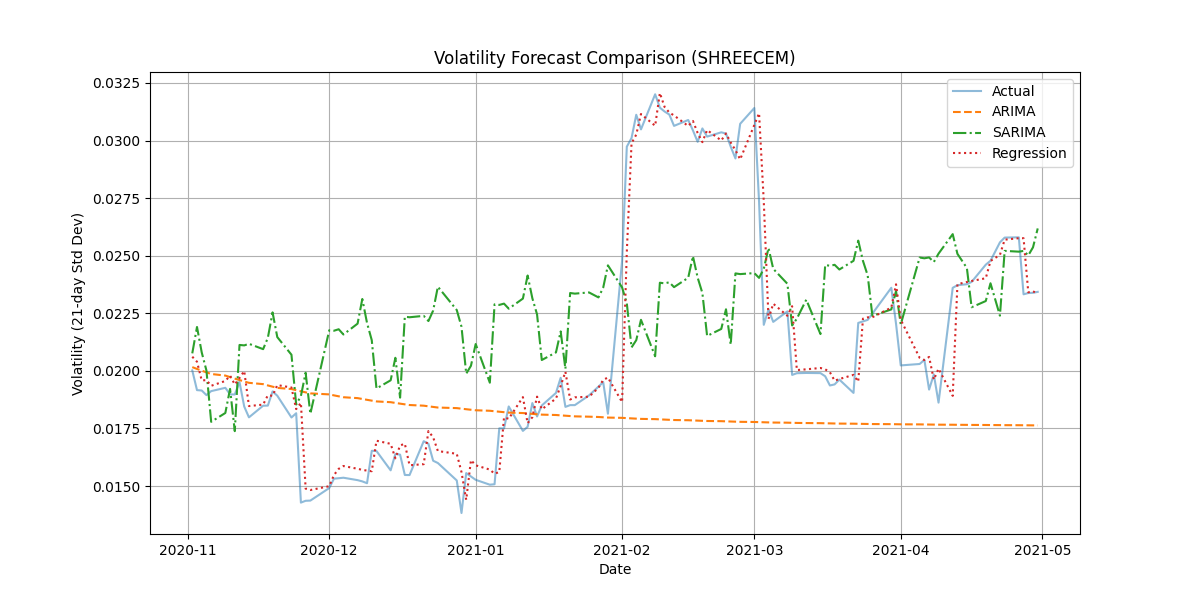 Volatility Forecast Comparison (SHREECEM)
0.0325
0.0300
0.0275
0.0250
0.0225
0.0200
0.0175
0.0150
Volatility (21-day Std Dev)
Actual
ARIMA
SARIMA
Regression
2020-11
2020-12
2021-01
2021-02
2021-03
2021-04
2021-05
Date